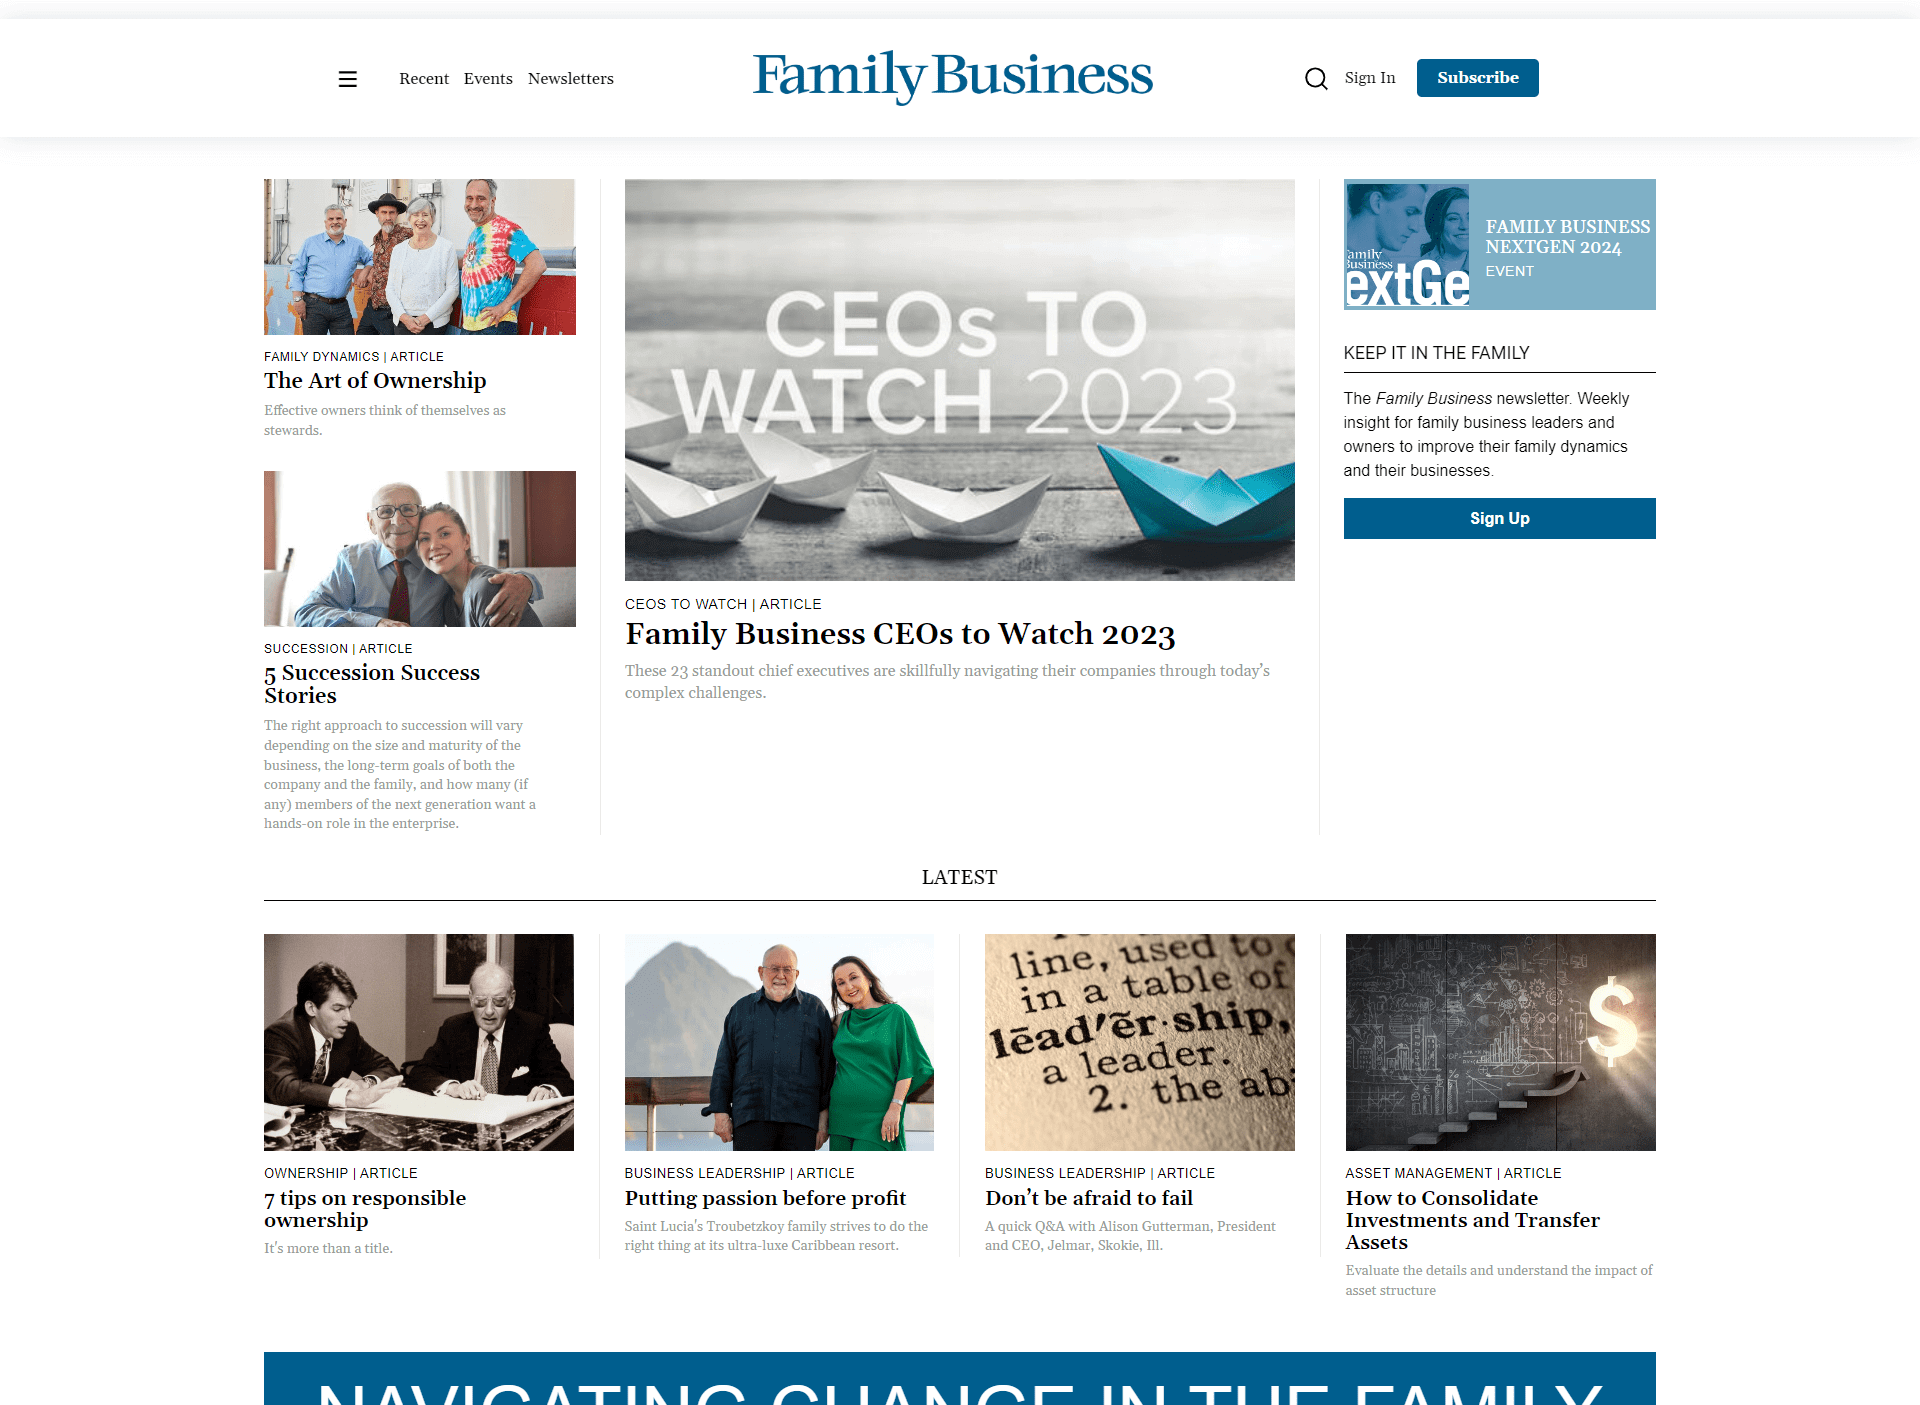 Recent Events Newsletters
Family Business
Sign In
Subscribe
FAMILY DYNAMICS | ARTICLE
The Art of Ownership
Effective owners think of themselves as
stewards.
SUCCESSION | ARTICLE
5 Succession Success
Stories
The right approach to succession will vary
depending on the size and maturity of the
business, the long-term goals of both the
company and the family, and how many (if
any) members of the next generation want a
hands-on role in the enterprise.
CEOs TO
WATCH 2023
CEOS TO WATCH | ARTICLE
Family Business CEOs to Watch 2023
These 23 standout chief executives are skillfully navigating their companies through today’s
complex challenges.
amily
Business
extGe
FAMILY BUSINESS
NEXTGEN 2024
EVENT
KEEP IT IN THE FAMILY
The Family Business newsletter. Weekly
insight for family business leaders and
owners to improve their family dynamics
and their businesses.
Sign Up
LATEST
OWNERSHIP | ARTICLE
7 tips on responsible
ownership
It's more than a title.
BUSINESS LEADERSHIP | ARTICLE
Putting passion before profit
Saint Lucia's Troubetzkoy family strives to do the
right thing at its ultra-luxe Caribbean resort.
line, used to
in a table of
lēad′ēr·ship,
a leader.
2. the abi
BUSINESS LEADERSHIP | ARTICLE
Don’t be afraid to fail
A quick Q&A with Alison Gutterman, President
and CEO, Jelmar, Skokie, Ill.
$
ASSET MANAGEMENT | ARTICLE
How to Consolidate
Investments and Transfer
Assets
Evaluate the details and understand the impact of
asset structure
NAVIGATING CHANGE IN THE FAMILY